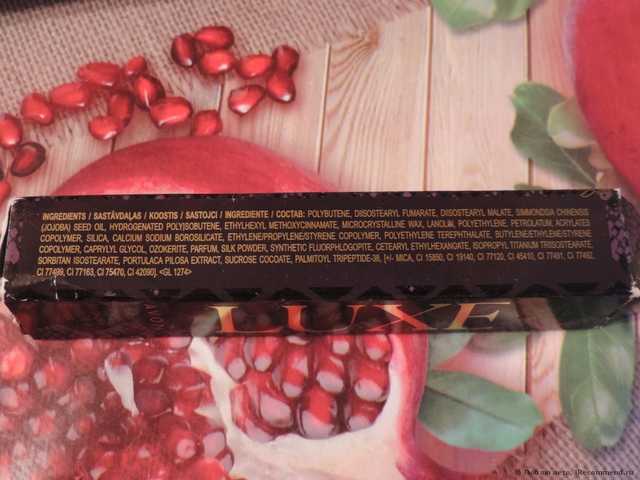 INGREDIENTS / SASTĀVDAĻAS / KOOSTIS / SASTOJCI / INGREDIENTE / СОСТАВ: POLYBUTENE, DIISOSTEARYL FUMARATE, DIISOSTEARYL MALATE, SIMMONDSIA CHINENSIS
(JOJOBA) SEED OIL, HYDROGENATED POLYISOBUTENE, ETHYLHEXYL METHOXYCINNAMATE, MICROCRYSTALLINE WAX, LANOLIN, POLYETHYLENE, PETROLATUM, ACRYLATES
COPOLYMER, SILICA, CALCIUM SODIUM BOROSILICATE, ETHYLENE/PROPYLENE/STYRENE COPOLYMER, POLYETHYLENE TEREPHTHALATE, BUTYLENE/ETHYLENE/STYRENE
COPOLYMER, CAPRYLYL GLYCOL, OZOKERITE, PARFUM, SILK POWDER, SYNTHETIC FLUORPHLOGOPITE, CETEARYL ETHYLHEXANOATE, ISOPROPYL TITANIUM TRIISOSTEARATE,
SORBITAN ISOSTEARATE, PORTULACA PILOSA EXTRACT, SUCROSE COCOATE, PALMITOYL TRIPEPTIDE-38, [+/- MICA, CI 15850, CI 19140, CI 77120, CI 45410, CI 77491, CI 77492,
CI 77499, CI 77163, CI 75470, CI 42090]. <GL 1274>
LUXE
iRecommend.ru